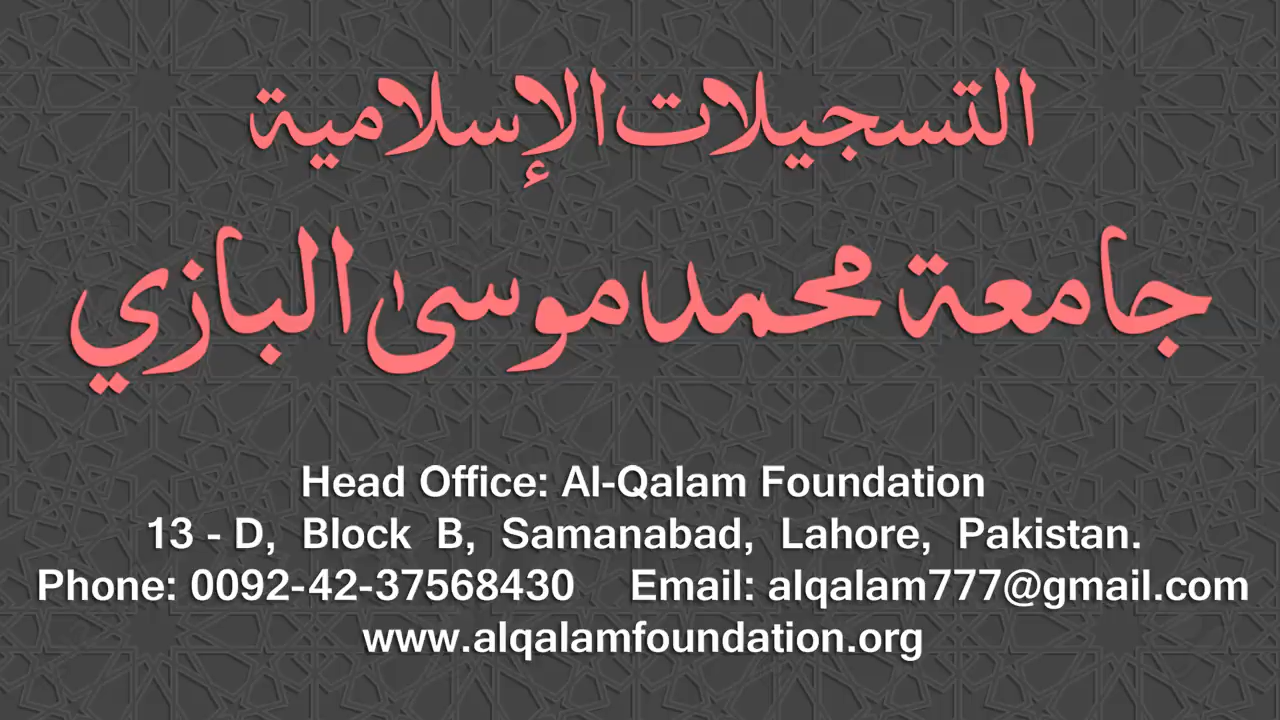 التسجيلات الإسلامية
جامعة محمد موسىٰ البازي
Head Office: Al-Qalam Foundation
13 - D, Block B, Samanabad, Lahore, Pakistan.
Phone: 0092-42-37568430 Email: alqalam777@gmail.com
www.alqalamfoundation.org